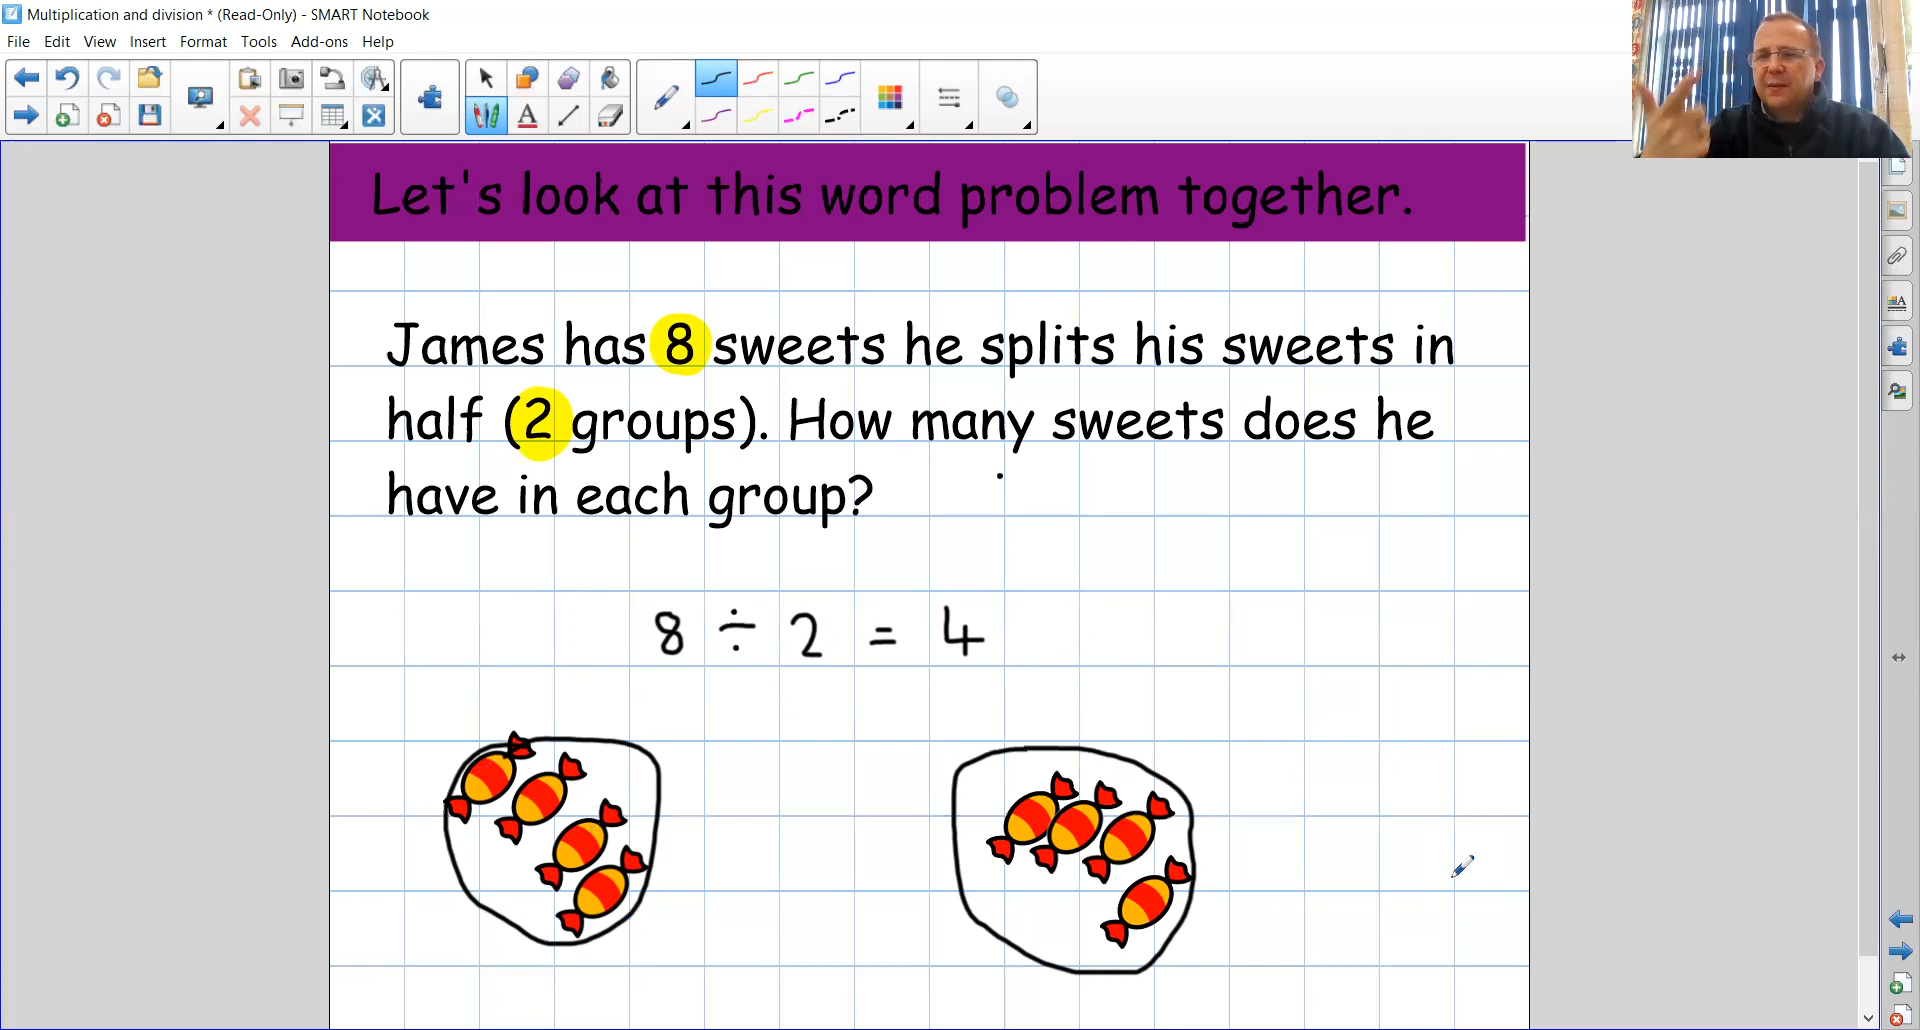 Multiplication and division * (Read-Only) - SMART Notebook
File Edit View Insert Format Tools Add-ons Help
Let's look at this word problem together.
James has 8 sweets he splits his sweets in
half (2 groups). How many sweets does he
have in each group?
8 ÷ 2 = 4